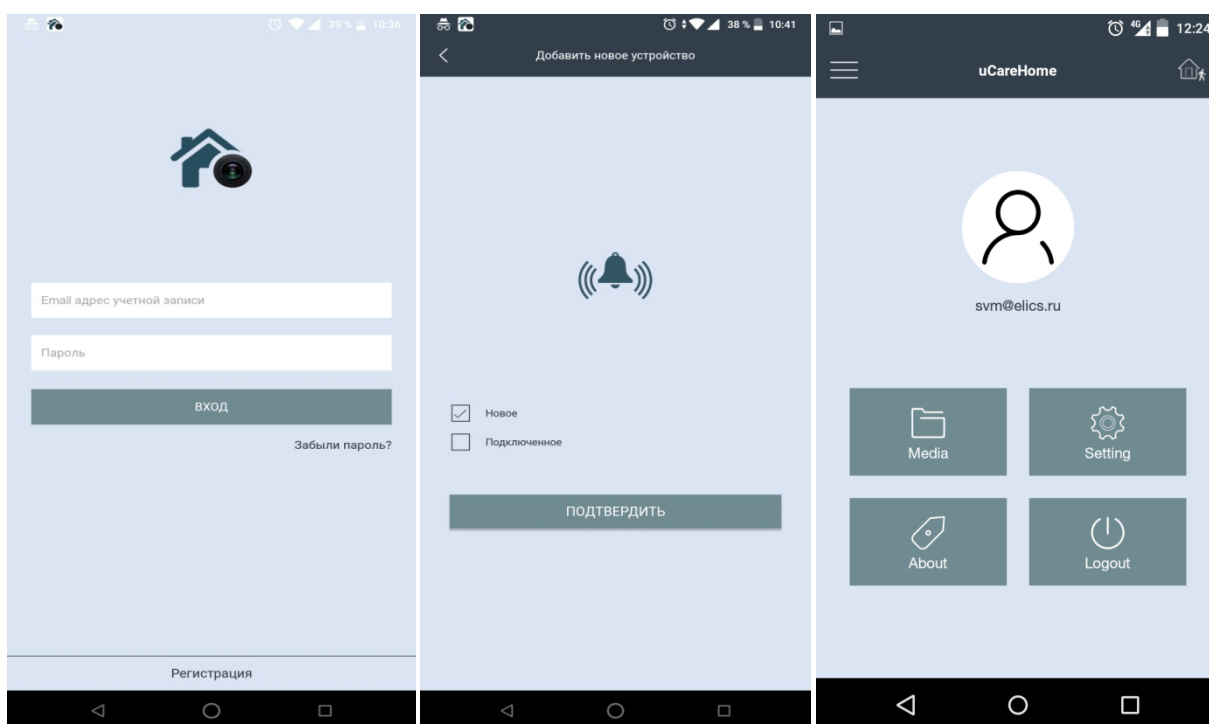 39 % 10:36
Email адрес учетной записи
Пароль
ВХОД
Забыли пароль?
Регистрация
38 % 10:41
Добавить новое устройство
Новое
Подключенное
ПОДТВЕРДИТЬ
4G 12:24
uCareHome
svm@elics.ru
Media Setting
About Logout